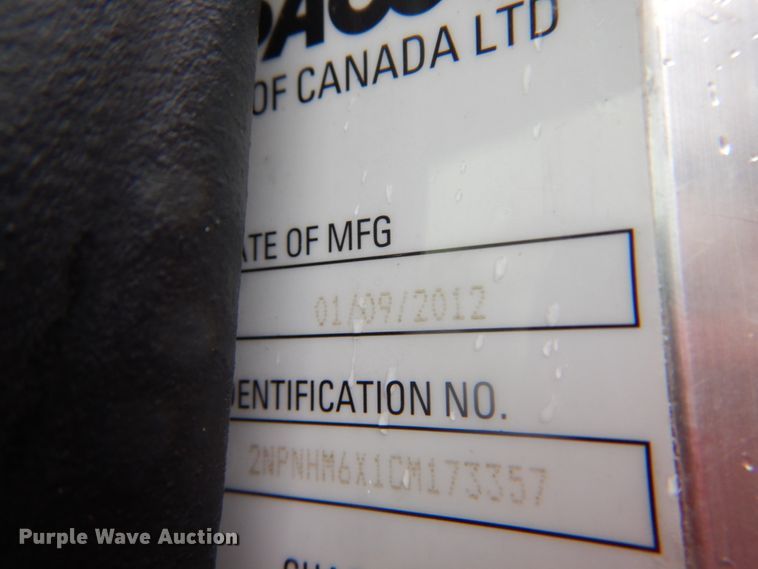 OF CANADA LTD
ATE OF MFG
01/09/2012
DENTIFICATION NO.
2NPNHM6X1CM173357
Purple Wave Auction